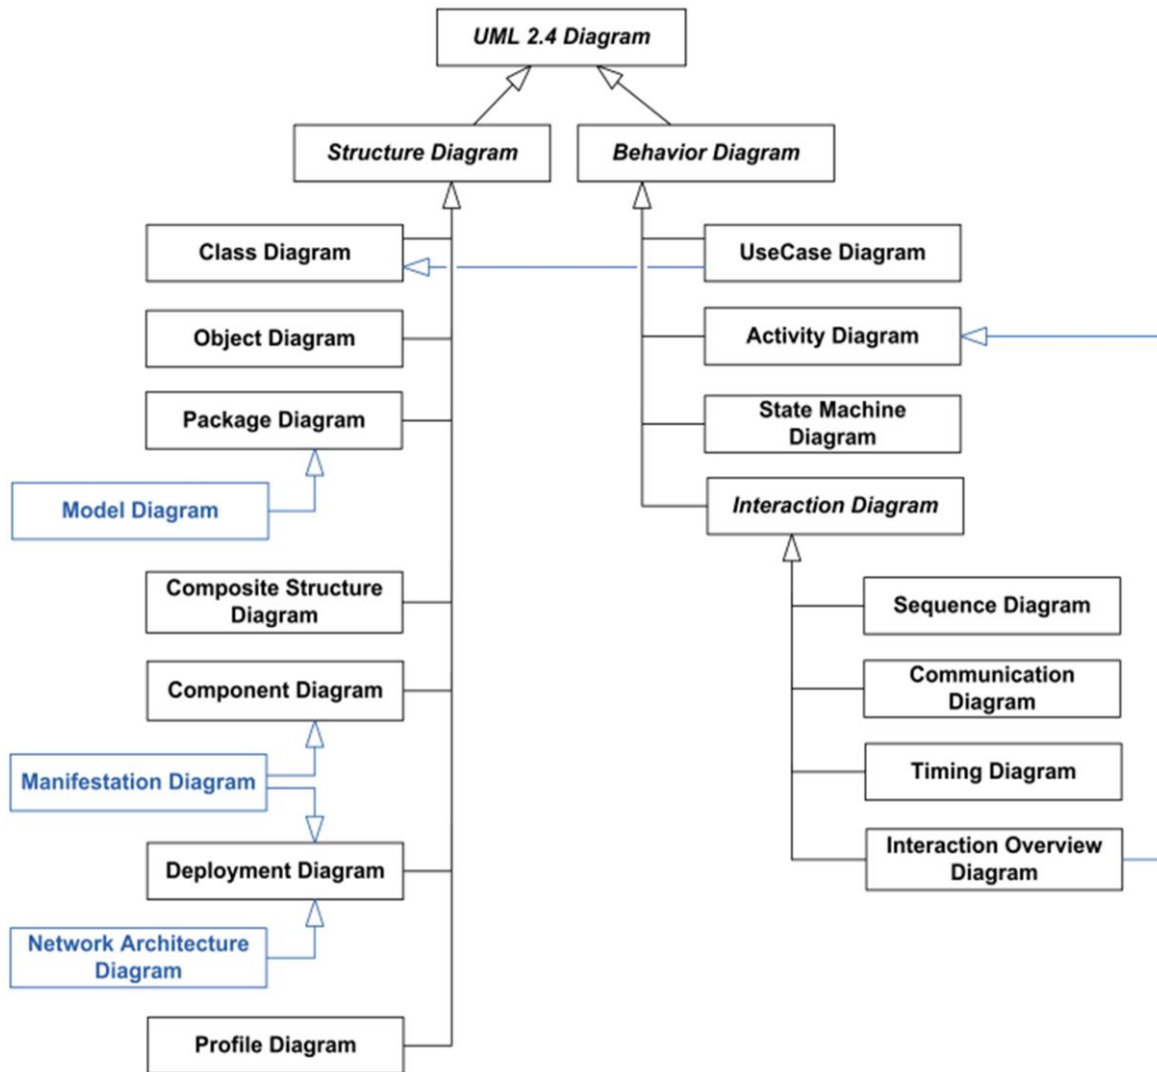 UML 2.4 Diagram
Structure Diagram
Behavior Diagram
Class Diagram
UseCase Diagram
Object Diagram
Activity Diagram
Package Diagram
State Machine
Diagram
Model Diagram
Interaction Diagram
Composite Structure
Diagram
Sequence Diagram
Component Diagram
Communication
Diagram
Manifestation Diagram
Timing Diagram
Deployment Diagram
Interaction Overview
Diagram
Network Architecture
Diagram
Profile Diagram